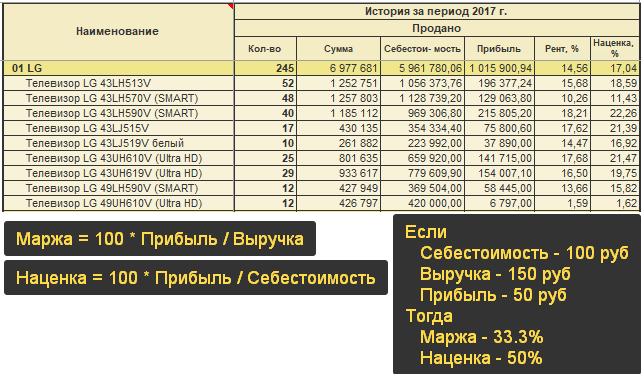 История за период 2017 г.
Наименование
Продано
Кол-во Сумма Себестои- мость Прибыль Рент, % Наценка, %
01 LG 245 6 977 681 5 961 780,06 1 015 900,94 14,56 17,04
Телевизор LG 43LH513V 52 1 252 751 1 056 373,76 196 377,24 15,68 18,59
Телевизор LG 43LH570V (SMART) 48 1 257 803 1 128 739,20 129 063,80 10,26 11,43
Телевизор LG 43LH590V (SMART) 40 1 185 112 969 306,80 215 805,20 18,21 22,26
Телевизор LG 43LJ515V 17 430 135 354 334,40 75 800,60 17,62 21,39
Телевизор LG 43LJ519V белый 10 261 882 223 992,00 37 890,00 14,47 16,92
Телевизор LG 43UH610V (Ultra HD) 25 801 635 659 920,00 141 715,00 17,68 21,47
Телевизор LG 43UH619V (Ultra HD) 29 933 617 779 609,90 154 007,10 16,50 19,75
Телевизор LG 49LH590V (SMART) 12 427 949 369 504,00 58 445,00 13,66 15,82
Телевизор LG 49UH610V (Ultra HD) 12 426 797 420 000,00 6 797,00 1,59 1,62
Маржа = 100 * Прибыль / Выручка
Наценка = 100 * Прибыль / Себестоимость
Если
Себестоимость - 100 руб
Выручка - 150 руб
Прибыль - 50 руб
Тогда
Маржа - 33.3%
Наценка - 50%